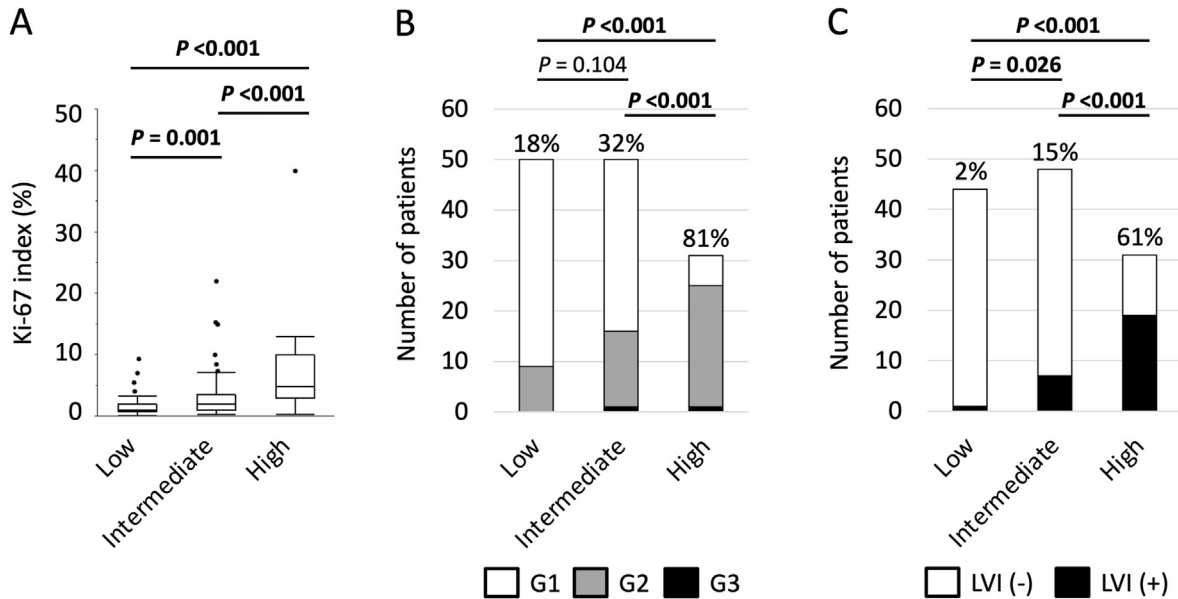 A
P <0.001
P <0.001
P = 0.001
Ki-67 index (%)
50
40
30
20
10
0
Low
Intermediate
High
B
P <0.001
P = 0.104
P <0.001
Number of patients
60
50
40
30
20
10
0
18%
32%
81%
Low
Intermediate
High
G1
G2
G3
C
P <0.001
P = 0.026
P <0.001
Number of patients
60
50
40
30
20
10
0
2%
15%
61%
Low
Intermediate
High
LVI (-)
LVI (+)